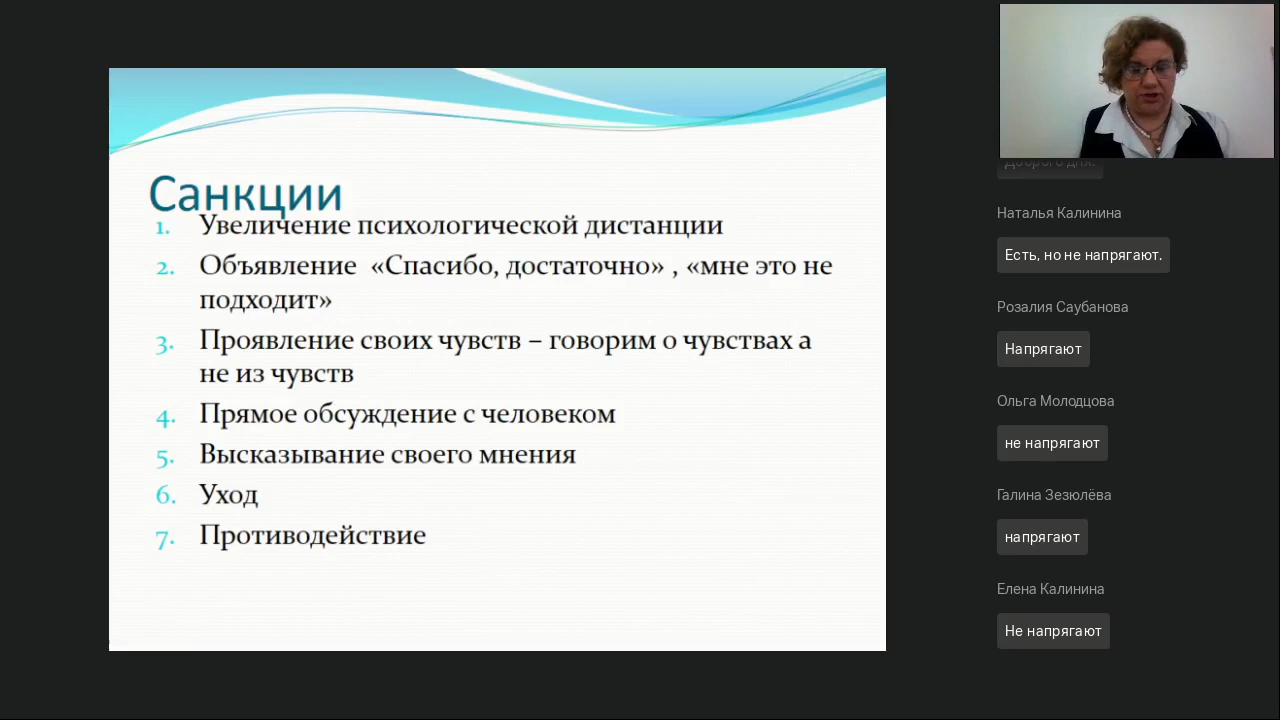 Санкции
1. Увеличение психологической дистанции
2. Объявление «Спасибо, достаточно» , «мне это не
подходит»
3. Проявление своих чувств – говорим о чувствах а
не из чувств
4. Прямое обсуждение с человеком
5. Высказывание своего мнения
6. Уход
7. Противодействие
Доброго дня.
Наталья Калинина
Есть, но не напрягают.
Розалия Саубанова
Напрягают
Ольга Молодцова
не напрягают
Галина Зезюлёва
напрягают
Елена Калинина
Не напрягают